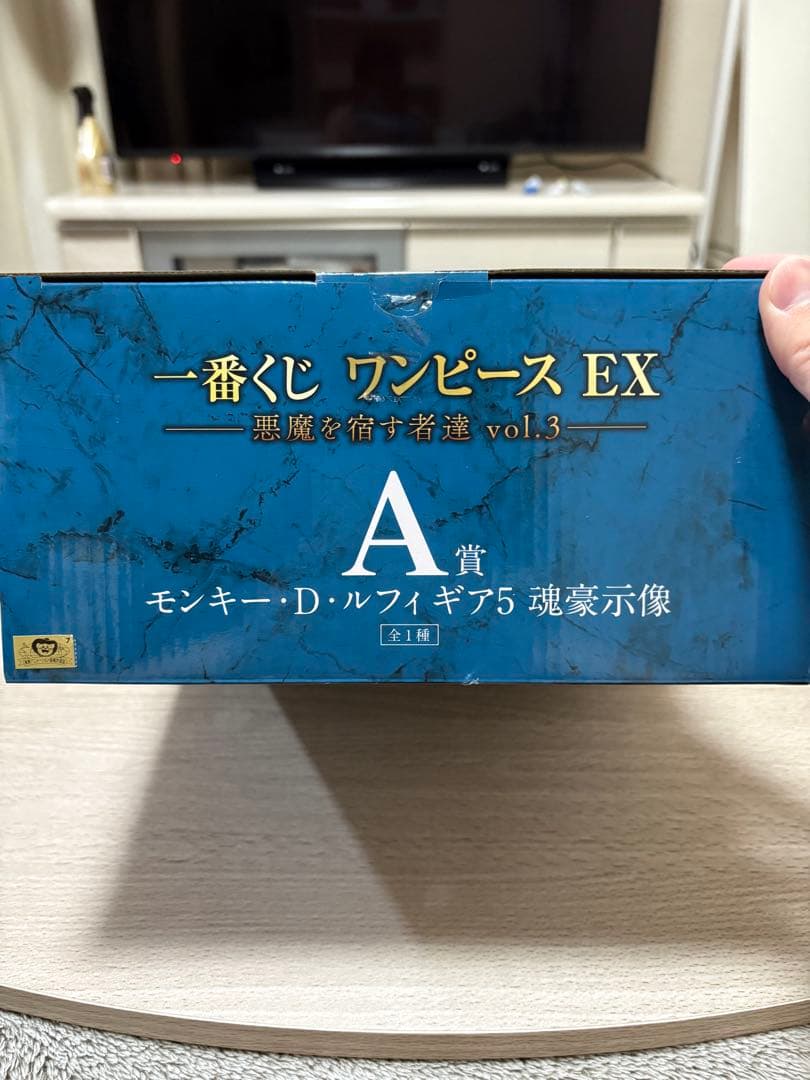 一番くじ ワンピース EX
悪魔を宿す者達 vol.3
A賞
モンキー・D・ルフィ ギア5 魂豪示像
全1種